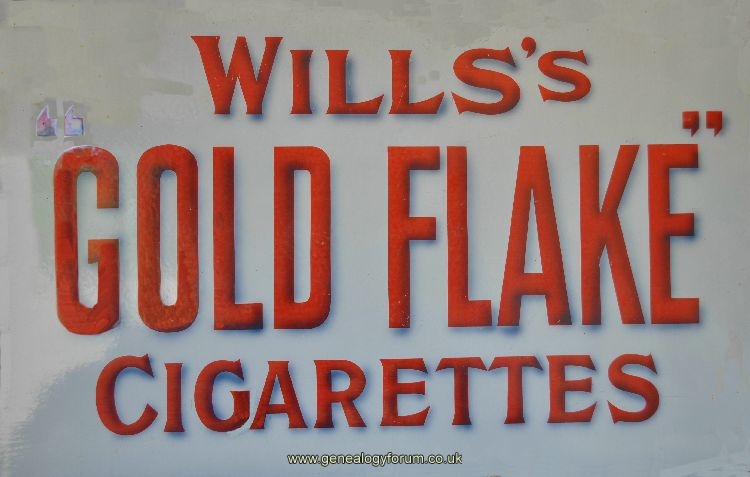 WILLS'S
“GOLD FLAKE”
CIGARETTES
www.genealogyforum.co.uk